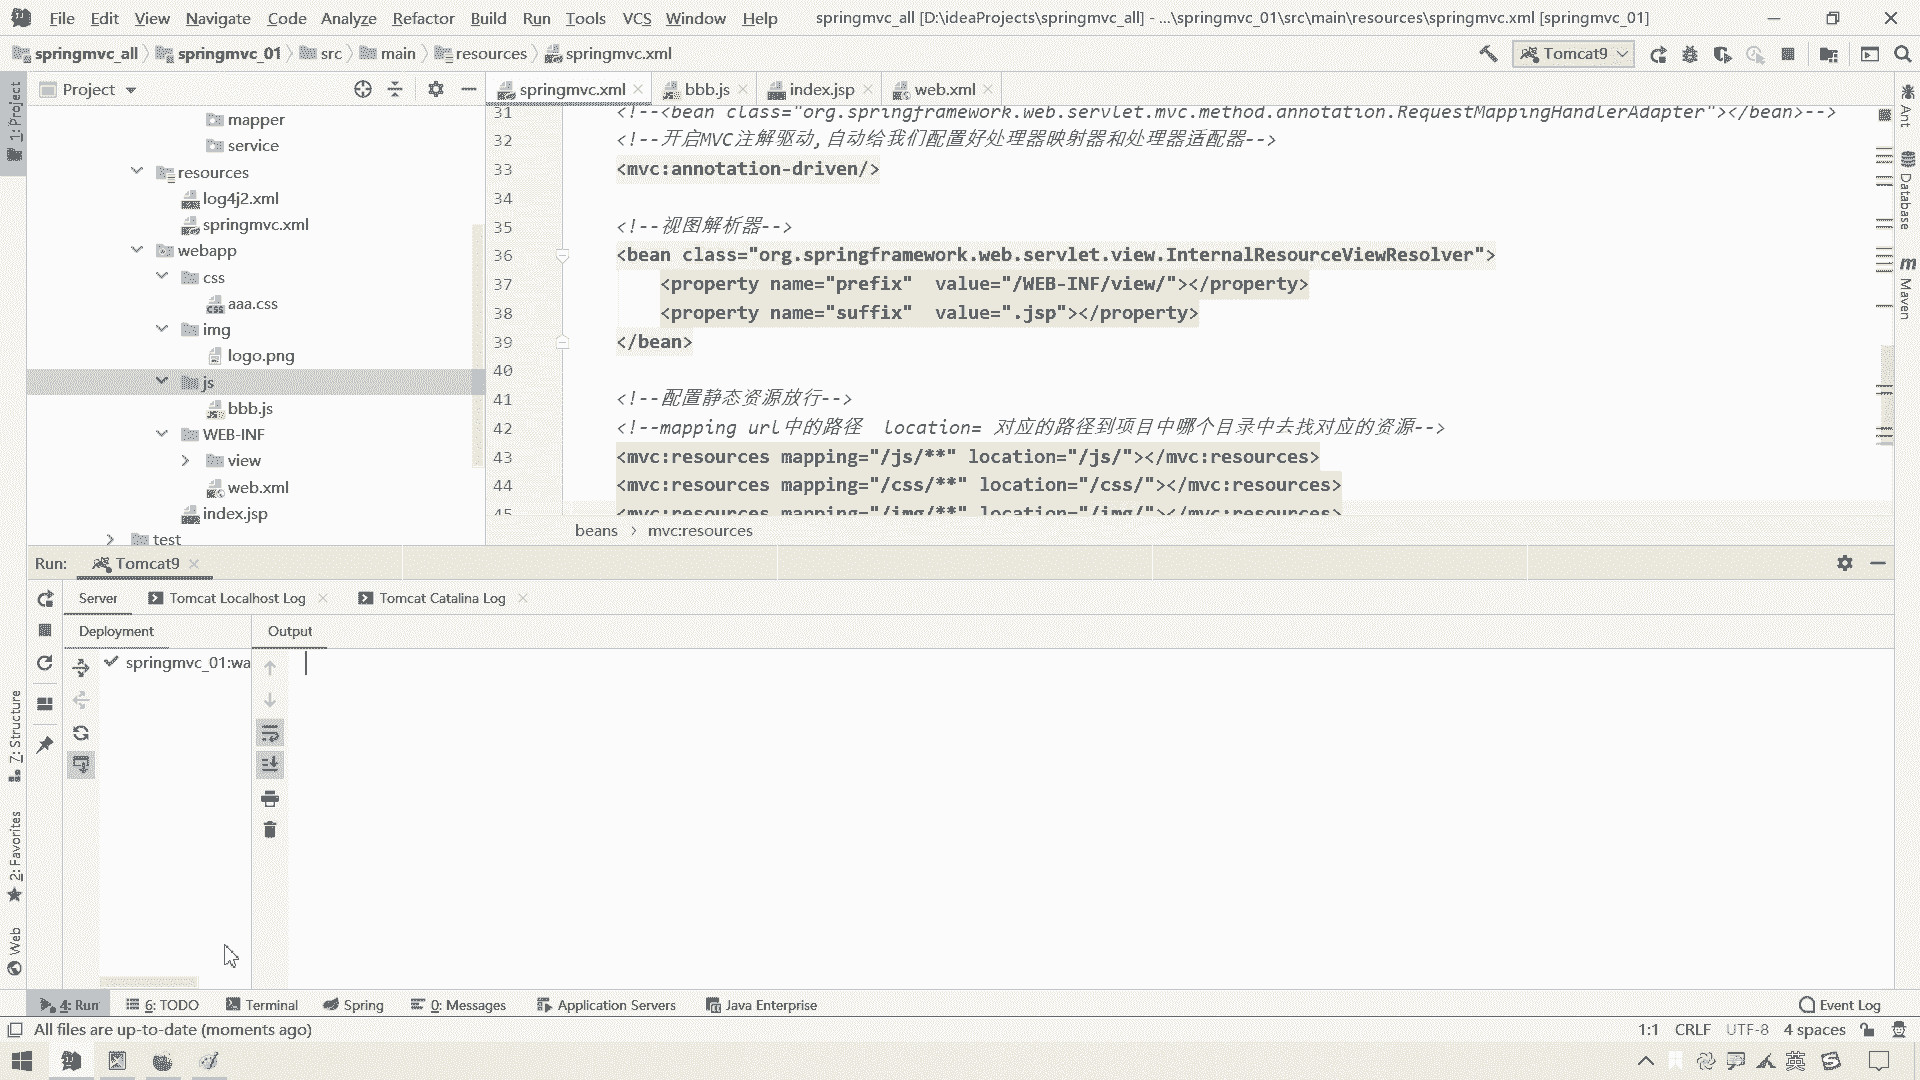 File Edit View Navigate Code Analyze Refactor Build Run Tools VCS Window Help springmvc_all [D:\ideaProjects\springmvc_all] - ...\springmvc_01\src\main\resources\springmvc.xml [springmvc_01]
springmvc_all springmvc_01 src main resources springmvc.xml Tomcat9
Project springmvc.xml bbb.js index.jsp web.xml
1: Project
mapper
service
resources
log4j2.xml
springmvc.xml
webapp
css
aaa.css
img
logo.png
js
bbb.js
WEB-INF
view
web.xml
index.jsp
test
31 <!--<bean class="org.springframework.web.servlet.mvc.method.annotation.RequestMappingHandlerAdapter"></bean>-->
32 <!--开启MVC注解驱动,自动给我们配置好处理器映射器和处理器适配器-->
33 <mvc:annotation-driven/>
34
35 <!--视图解析器-->
36 <bean class="org.springframework.web.servlet.view.InternalResourceViewResolver">
37 <property name="prefix"  value="/WEB-INF/view/"></property>
38 <property name="suffix"  value=".jsp"></property>
39 </bean>
40
41 <!--配置静态资源放行-->
42 <!--mapping url中的路径  location= 对应的路径到项目中哪个目录中去找对应的资源-->
43 <mvc:resources mapping="/js/**" location="/js/"></mvc:resources>
44 <mvc:resources mapping="/css/**" location="/css/"></mvc:resources>
45 <mvc:resources mapping="/img/**" location="/img/"></mvc:resources>
beans mvc:resources
Ant
Database
m Maven
Run: Tomcat9
Server Tomcat Localhost Log Tomcat Catalina Log
Deployment Output
springmvc_01:wa
7: Structure
2: Favorites
Web
4: Run 6: TODO Terminal Spring 0: Messages Application Servers Java Enterprise Event Log
All files are up-to-date (moments ago) 1:1 CRLF UTF-8 4 spaces
英